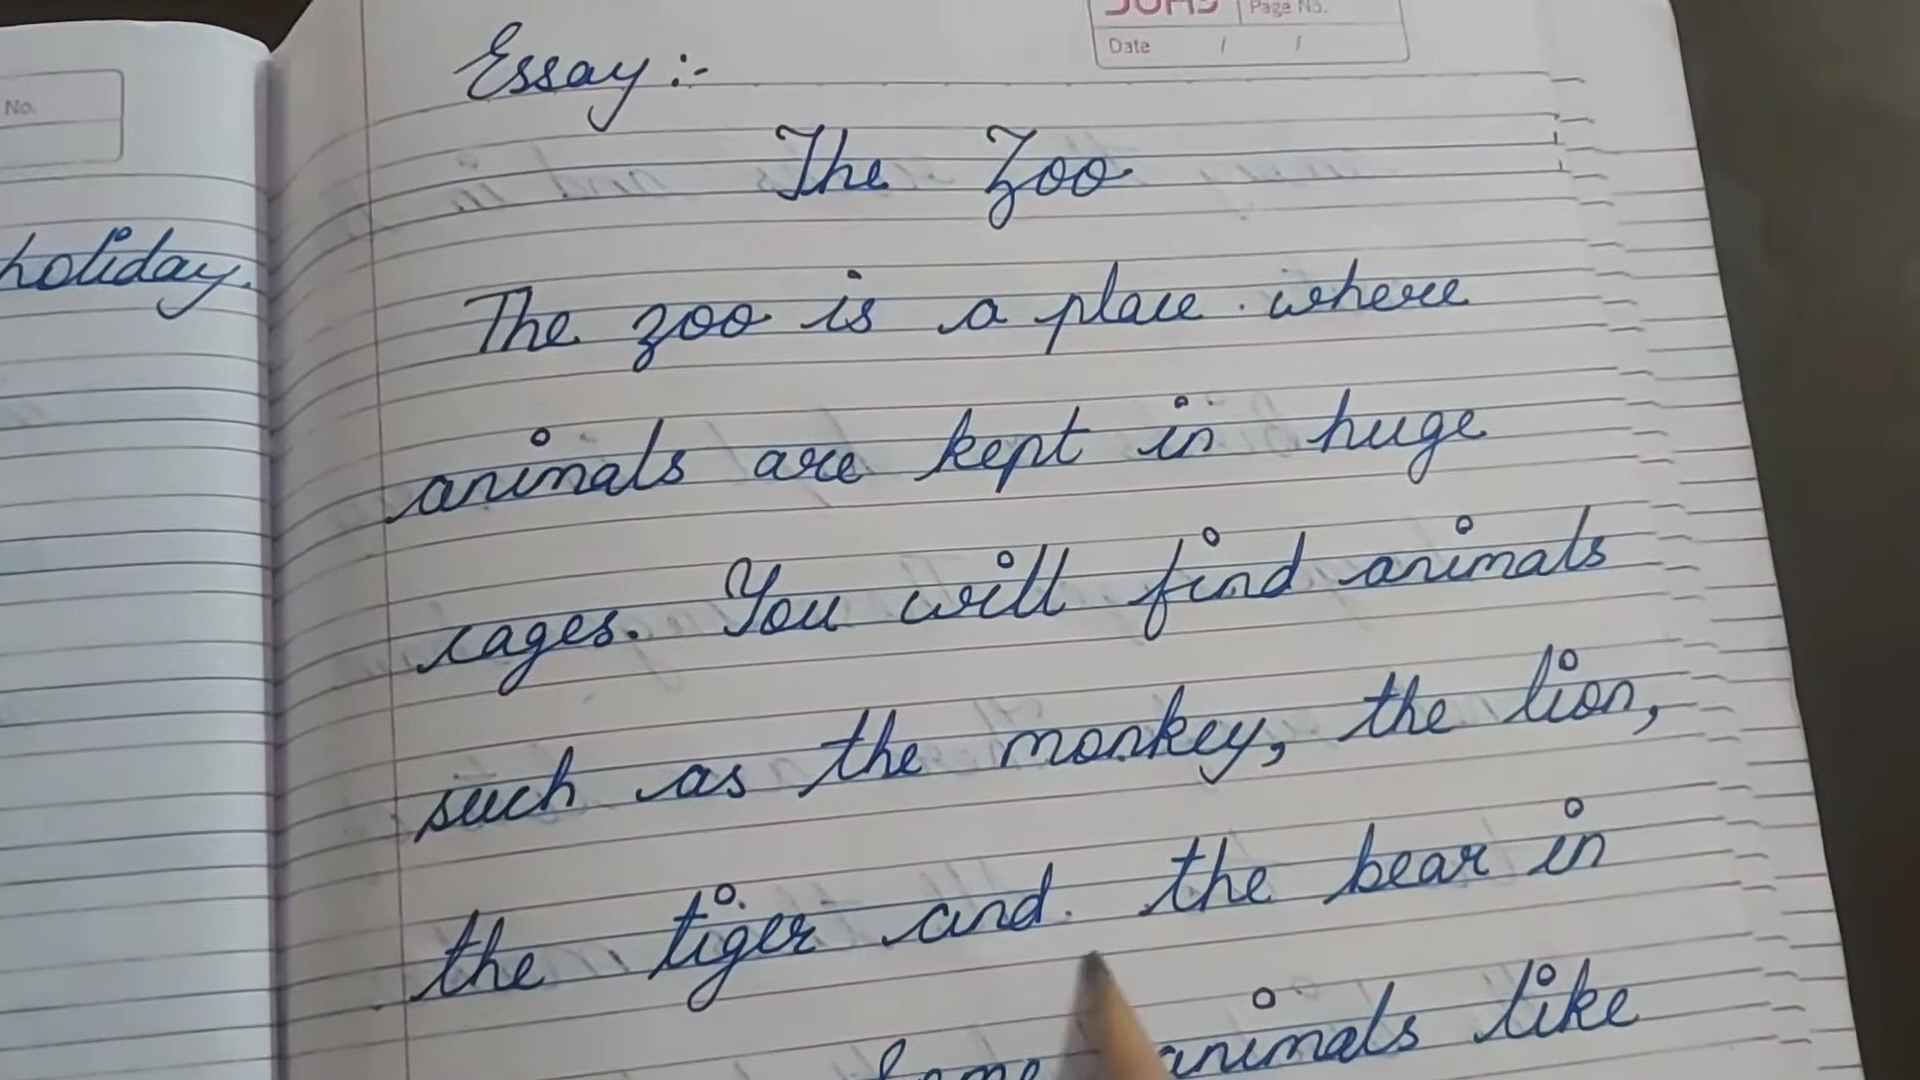 No.
holiday.
Page No.
Date / /
Essay :-
The Zoo
The zoo is a place where
animals are kept in huge
cages. You will find animals
such as the monkey, the lion,
the tiger and the bear in
animals like